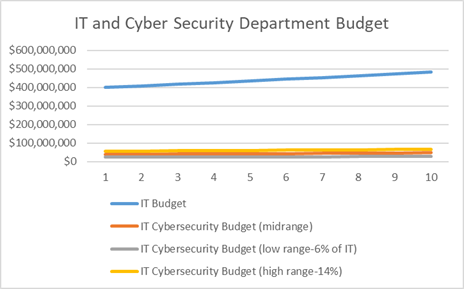 IT and Cyber Security Department Budget
$600,000,000
$500,000,000
$400,000,000
$300,000,000
$200,000,000
$100,000,000
$0
1 2 3 4 5 6 7 8 9 10
IT Budget
IT Cybersecurity Budget (midrange)
IT Cybersecurity Budget (low range-6% of IT)
IT Cybersecurity Budget (high range-14%)